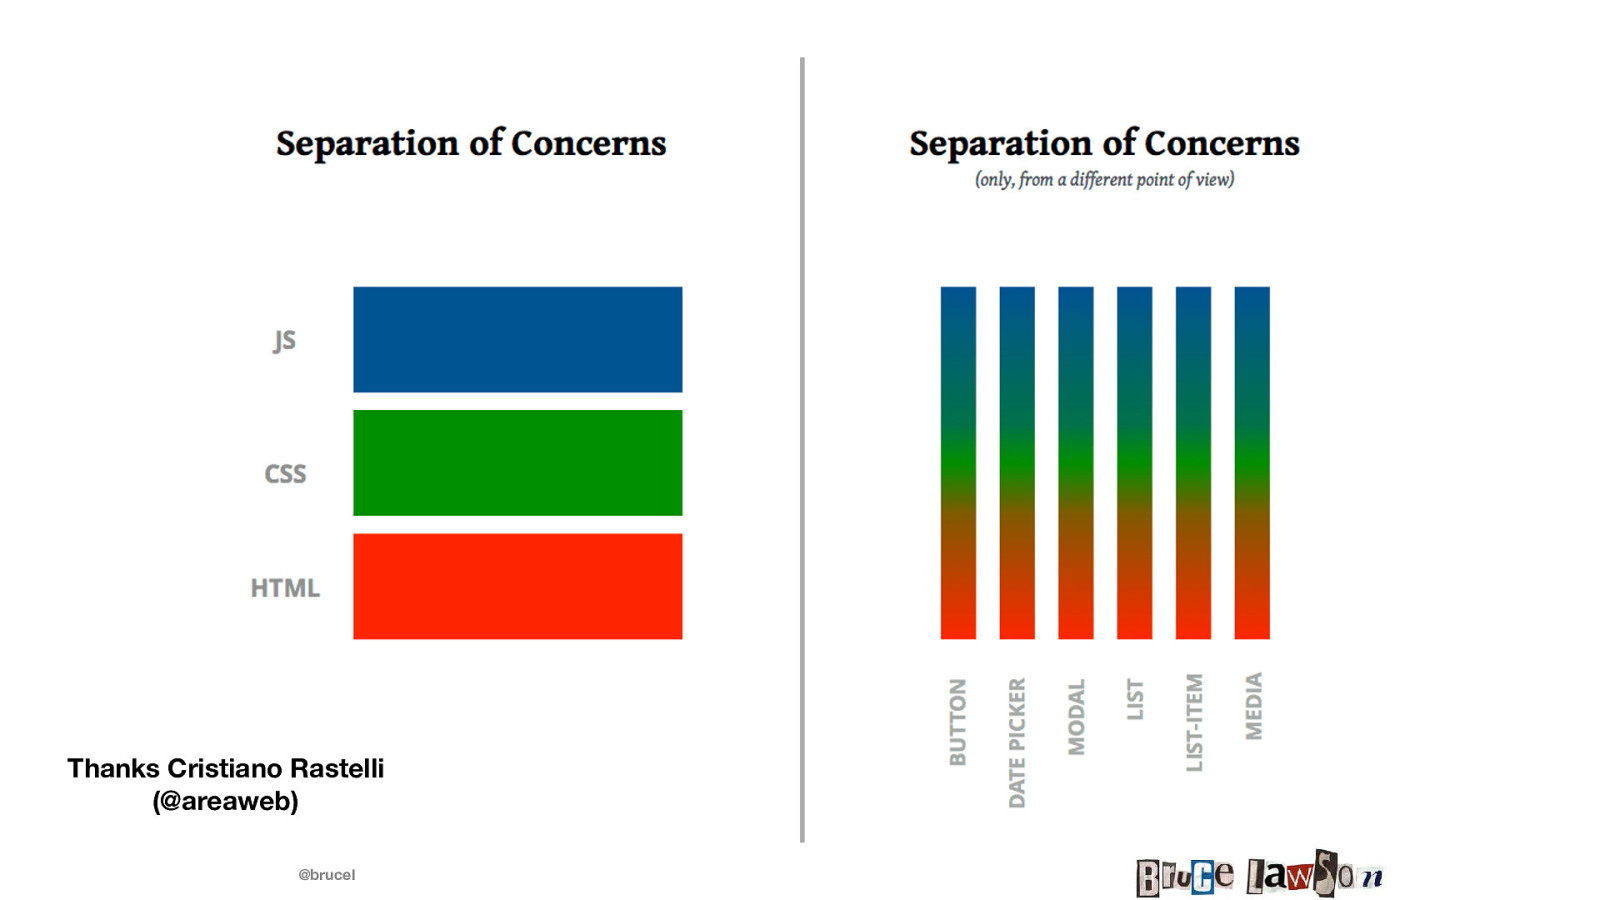 Separation of Concerns
JS
CSS
HTML
Thanks Cristiano Rastelli
(@areaweb)
@brucel
Separation of Concerns
(only, from a different point of view)
BUTTON
DATE PICKER
MODAL
LIST
LIST-ITEM
MEDIA
Bruce Lawson